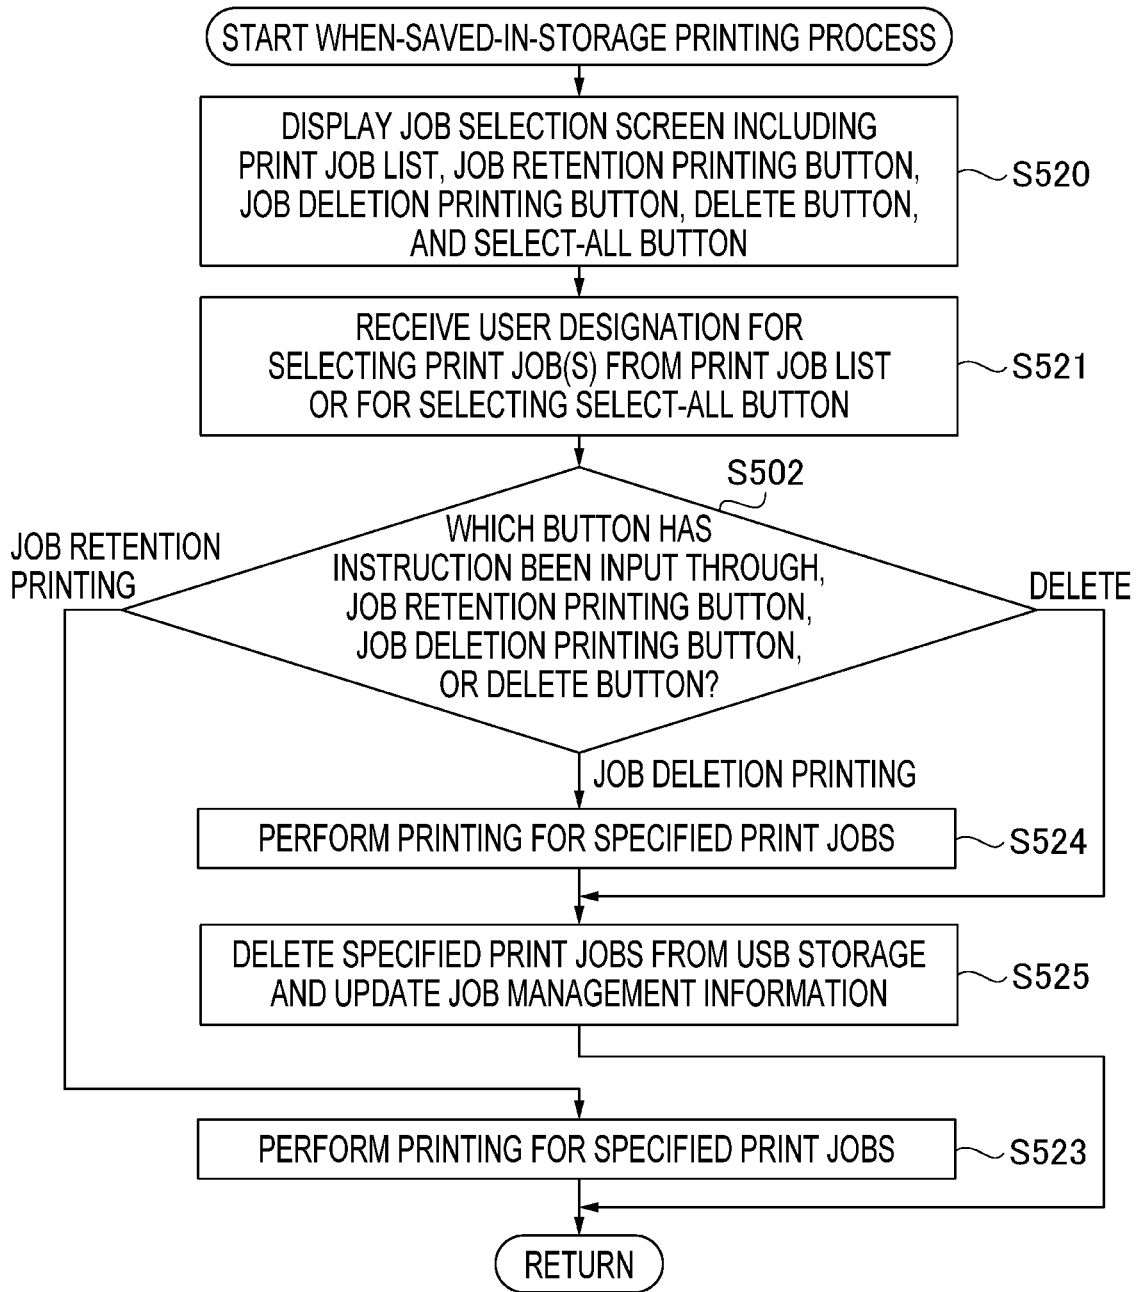 START WHEN-SAVED-IN-STORAGE PRINTING PROCESS
DISPLAY JOB SELECTION SCREEN INCLUDING
PRINT JOB LIST, JOB RETENTION PRINTING BUTTON,
JOB DELETION PRINTING BUTTON, DELETE BUTTON,
AND SELECT-ALL BUTTON
S520
RECEIVE USER DESIGNATION FOR
SELECTING PRINT JOB(S) FROM PRINT JOB LIST
OR FOR SELECTING SELECT-ALL BUTTON
S521
S502
WHICH BUTTON HAS
INSTRUCTION BEEN INPUT THROUGH,
JOB RETENTION PRINTING BUTTON,
JOB DELETION PRINTING BUTTON,
OR DELETE BUTTON?
JOB RETENTION
PRINTING
DELETE
JOB DELETION PRINTING
PERFORM PRINTING FOR SPECIFIED PRINT JOBS
S524
DELETE SPECIFIED PRINT JOBS FROM USB STORAGE
AND UPDATE JOB MANAGEMENT INFORMATION
S525
PERFORM PRINTING FOR SPECIFIED PRINT JOBS
S523
RETURN